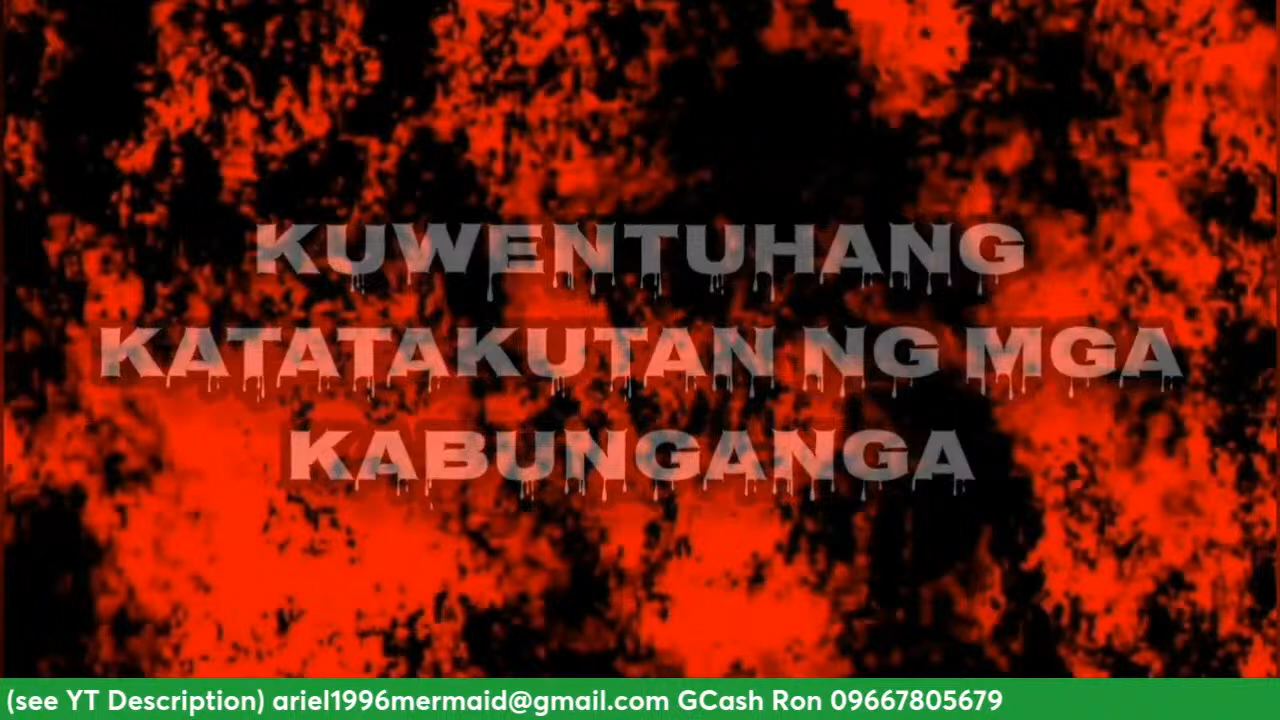 KUWENTUHANG
KATATAKUTAN NG MGA
KABUNGANGA
(see YT Description) ariel1996mermaid@gmail.com GCash Ron 09667805679